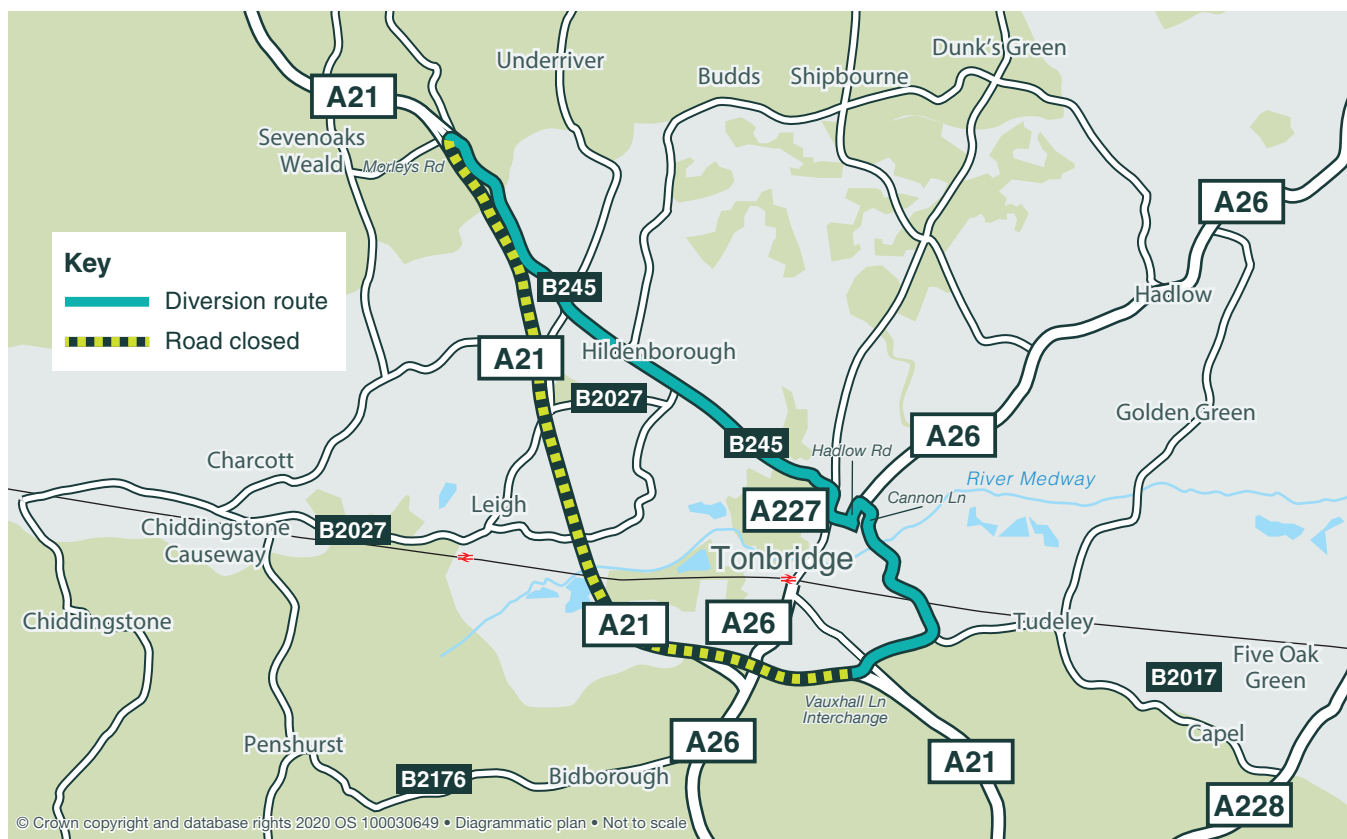 Dunk's Green
Underriver
Budds
Shipbourne
A21
Sevenoaks
Weald
Morleys Rd
A26
Key
Diversion route
Road closed
B245
Hadlow
A21
Hildenborough
B2027
Golden Green
B245
Hadlow Rd
A26
Charcott
River Medway
Cannon Ln
Leigh
A227
Chiddingstone
Causeway
B2027
Tonbridge
Chiddingstone
A21
A26
Tudeley
Five Oak
Green
B2017
Vauxhall Ln
Interchange
Capel
Penshurst
A26
A21
B2176
Bidborough
A228
© Crown copyright and database rights 2020 OS 100030649 • Diagrammatic plan • Not to scale